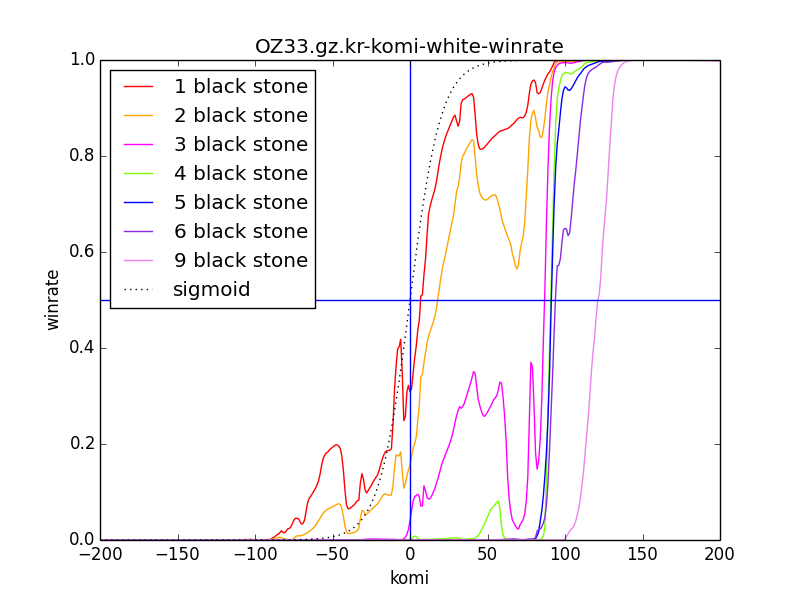 OZ33.gz.kr-komi-white-winrate
1.0
0.8
0.6
0.4
0.2
0.0
winrate
1 black stone
2 black stone
3 black stone
4 black stone
5 black stone
6 black stone
9 black stone
sigmoid
−200 −150 −100 −50 0 50 100 150 200
komi